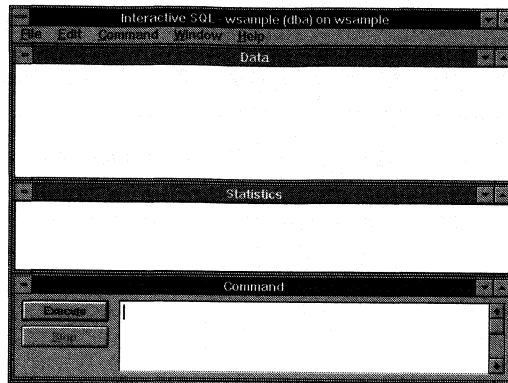 Interactive SQL - wsample (dba) on wsample
File Edit Command Window Help
Data
Statistics
Command
Execute
Stop